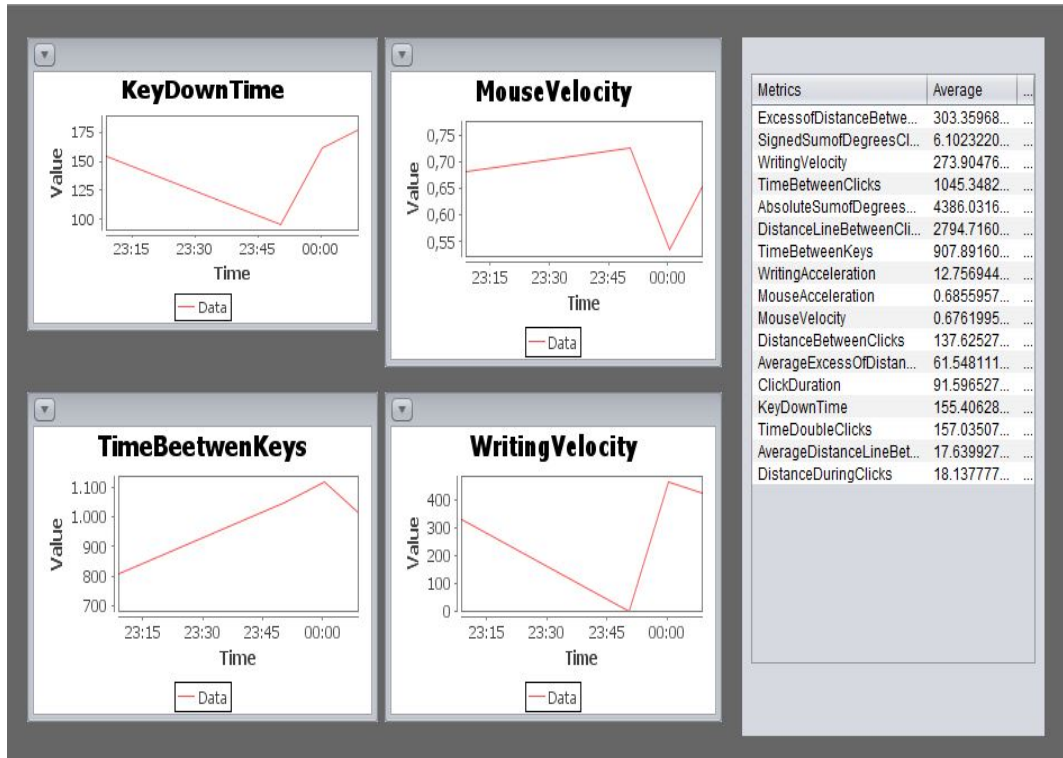 KeyDownTime
Value
175
150
125
100
23:15 23:30 23:45 00:00
Time
Data
MouseVelocity
Value
0,75
0,70
0,65
0,60
0,55
23:15 23:30 23:45 00:00
Time
Data
TimeBeetwenKeys
Value
1.100
1.000
900
800
700
23:15 23:30 23:45 00:00
Time
Data
WritingVelocity
Value
400
300
200
100
0
23:15 23:30 23:45 00:00
Time
Data
Metrics Average ...
ExcessofDistanceBetwe... 303.35968... ...
SignedSumofDegreesCl... 6.1023220... ...
WritingVelocity 273.90476... ...
TimeBetweenClicks 1045.3482... ...
AbsoluteSumofDegrees... 4386.0316... ...
DistanceLineBetweenCli... 2794.7160... ...
TimeBetweenKeys 907.89160... ...
WritingAcceleration 12.756944... ...
MouseAcceleration 0.6855957... ...
MouseVelocity 0.6761995... ...
DistanceBetweenClicks 137.62527... ...
AverageExcessOfDistan... 61.548111... ...
ClickDuration 91.596527... ...
KeyDownTime 155.40628... ...
TimeDoubleClicks 157.03507... ...
AverageDistanceLineBet... 17.639927... ...
DistanceDuringClicks 18.137777... ...